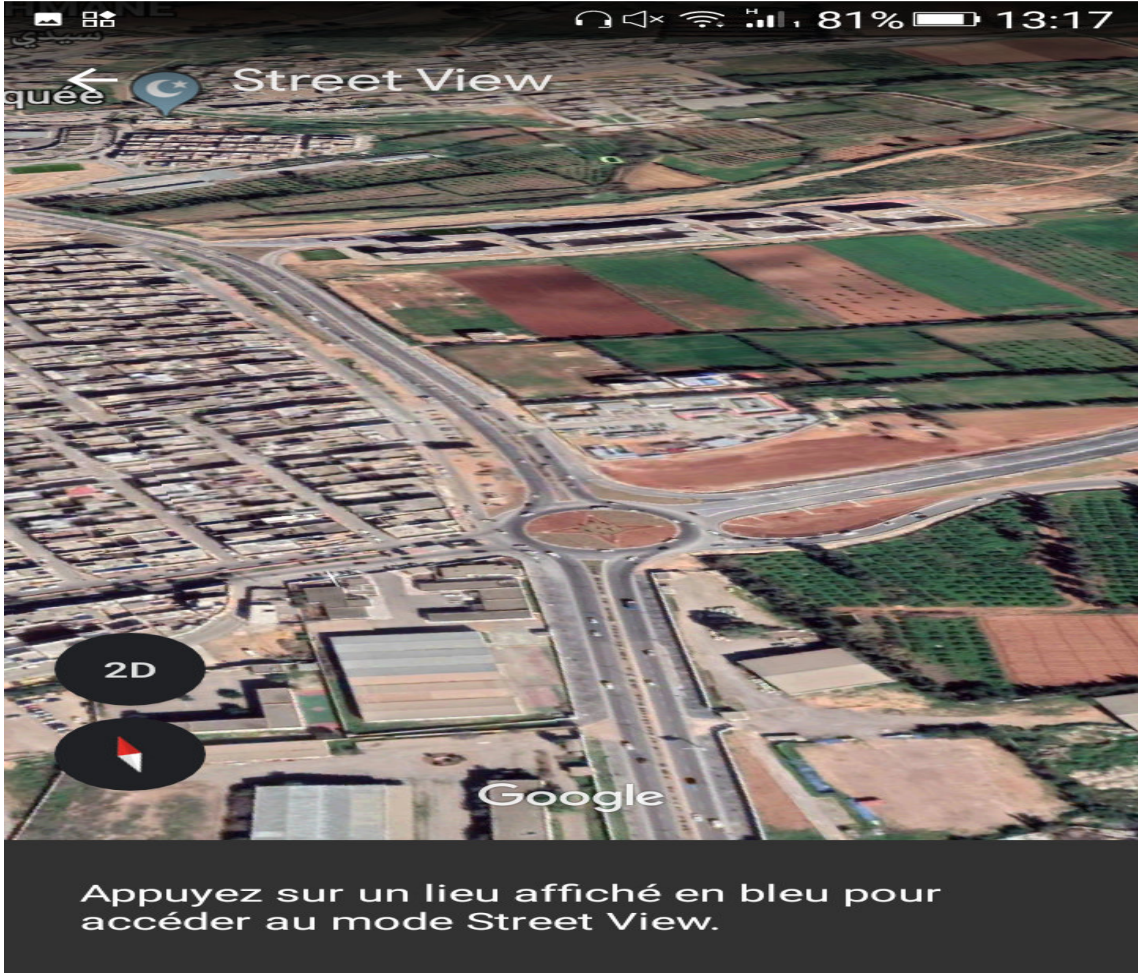 81% 13:17
سيدي
Street View
quée
2D
Google
Appuyez sur un lieu affiché en bleu pour
accéder au mode Street View.